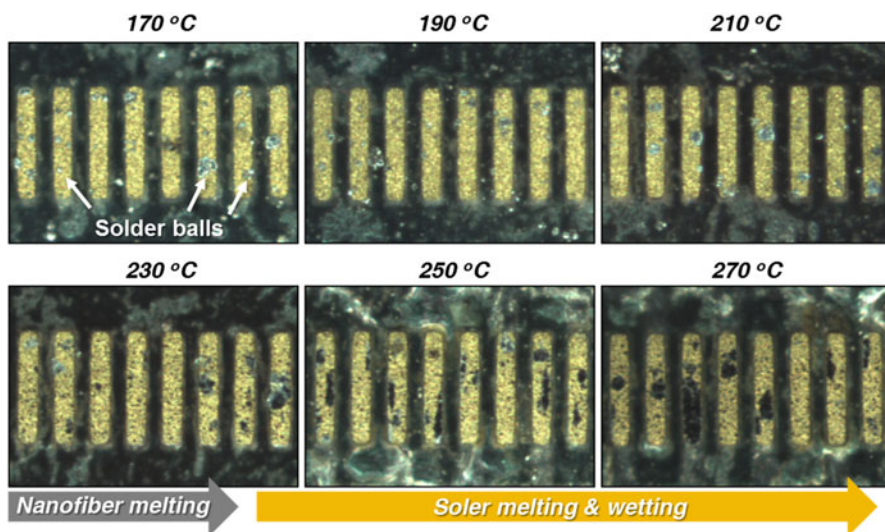 170 °C
190 °C
210 °C
Solder balls
230 °C
250 °C
270 °C
Nanofiber melting
Soler melting & wetting